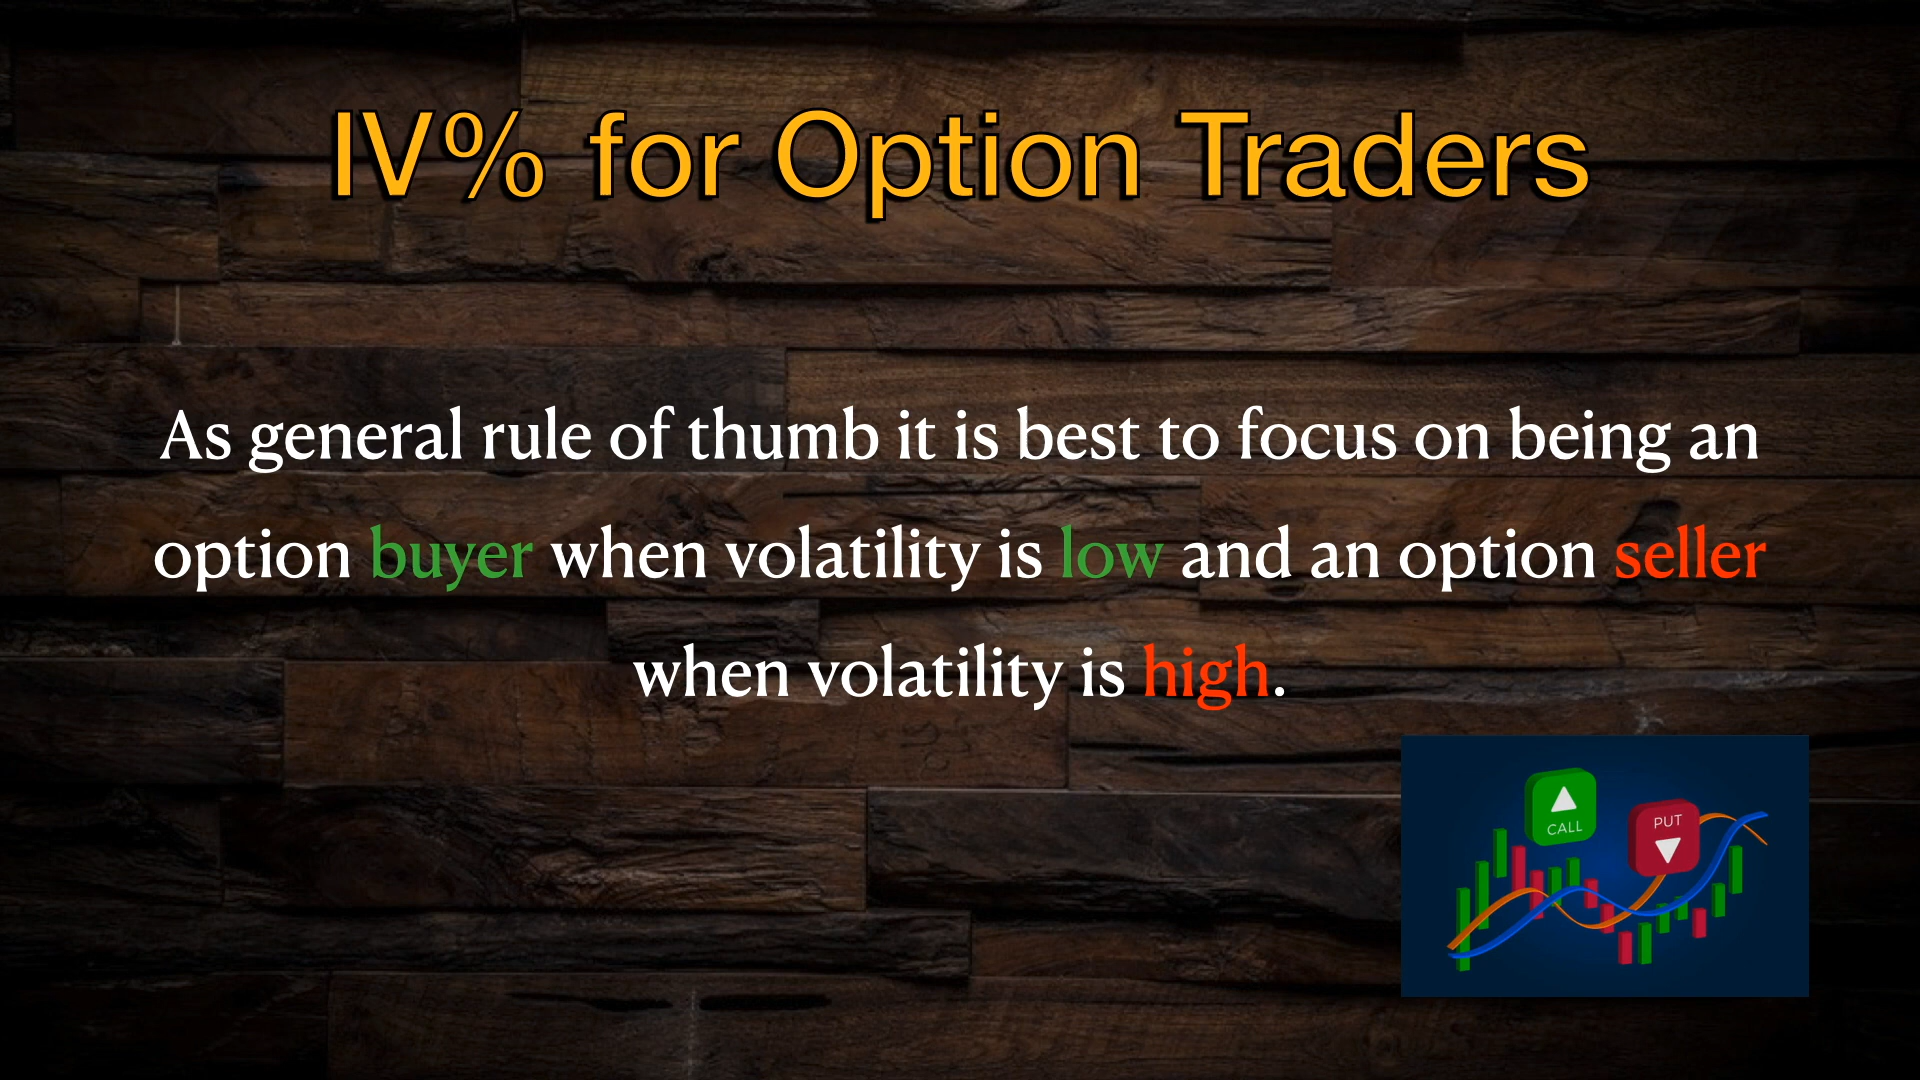 IV% for Option Traders
As general rule of thumb it is best to focus on being an
option buyer when volatility is low and an option seller
when volatility is high.
CALL
PUT